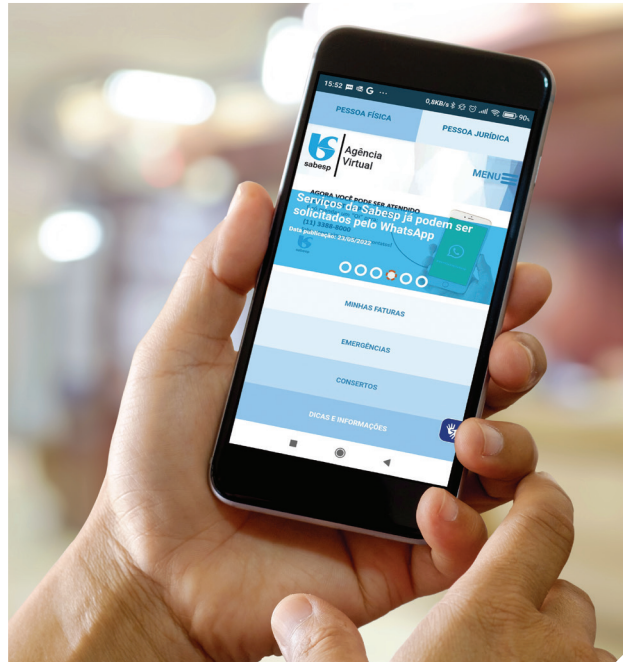 15:52 G ... 0,8KB/s 90%
PESSOA FÍSICA
PESSOA JURÍDICA
sabesp
Agência
Virtual
MENU
AGORA VOCÊ PODE SER ATENDIDO
Serviços da Sabesp já podem ser
solicitados pelo WhatsApp
(11) 3388-8000
Data publicação: 23/05/2022
MINHAS FATURAS
EMERGÊNCIAS
CONSERTOS
DICAS E INFORMAÇÕES